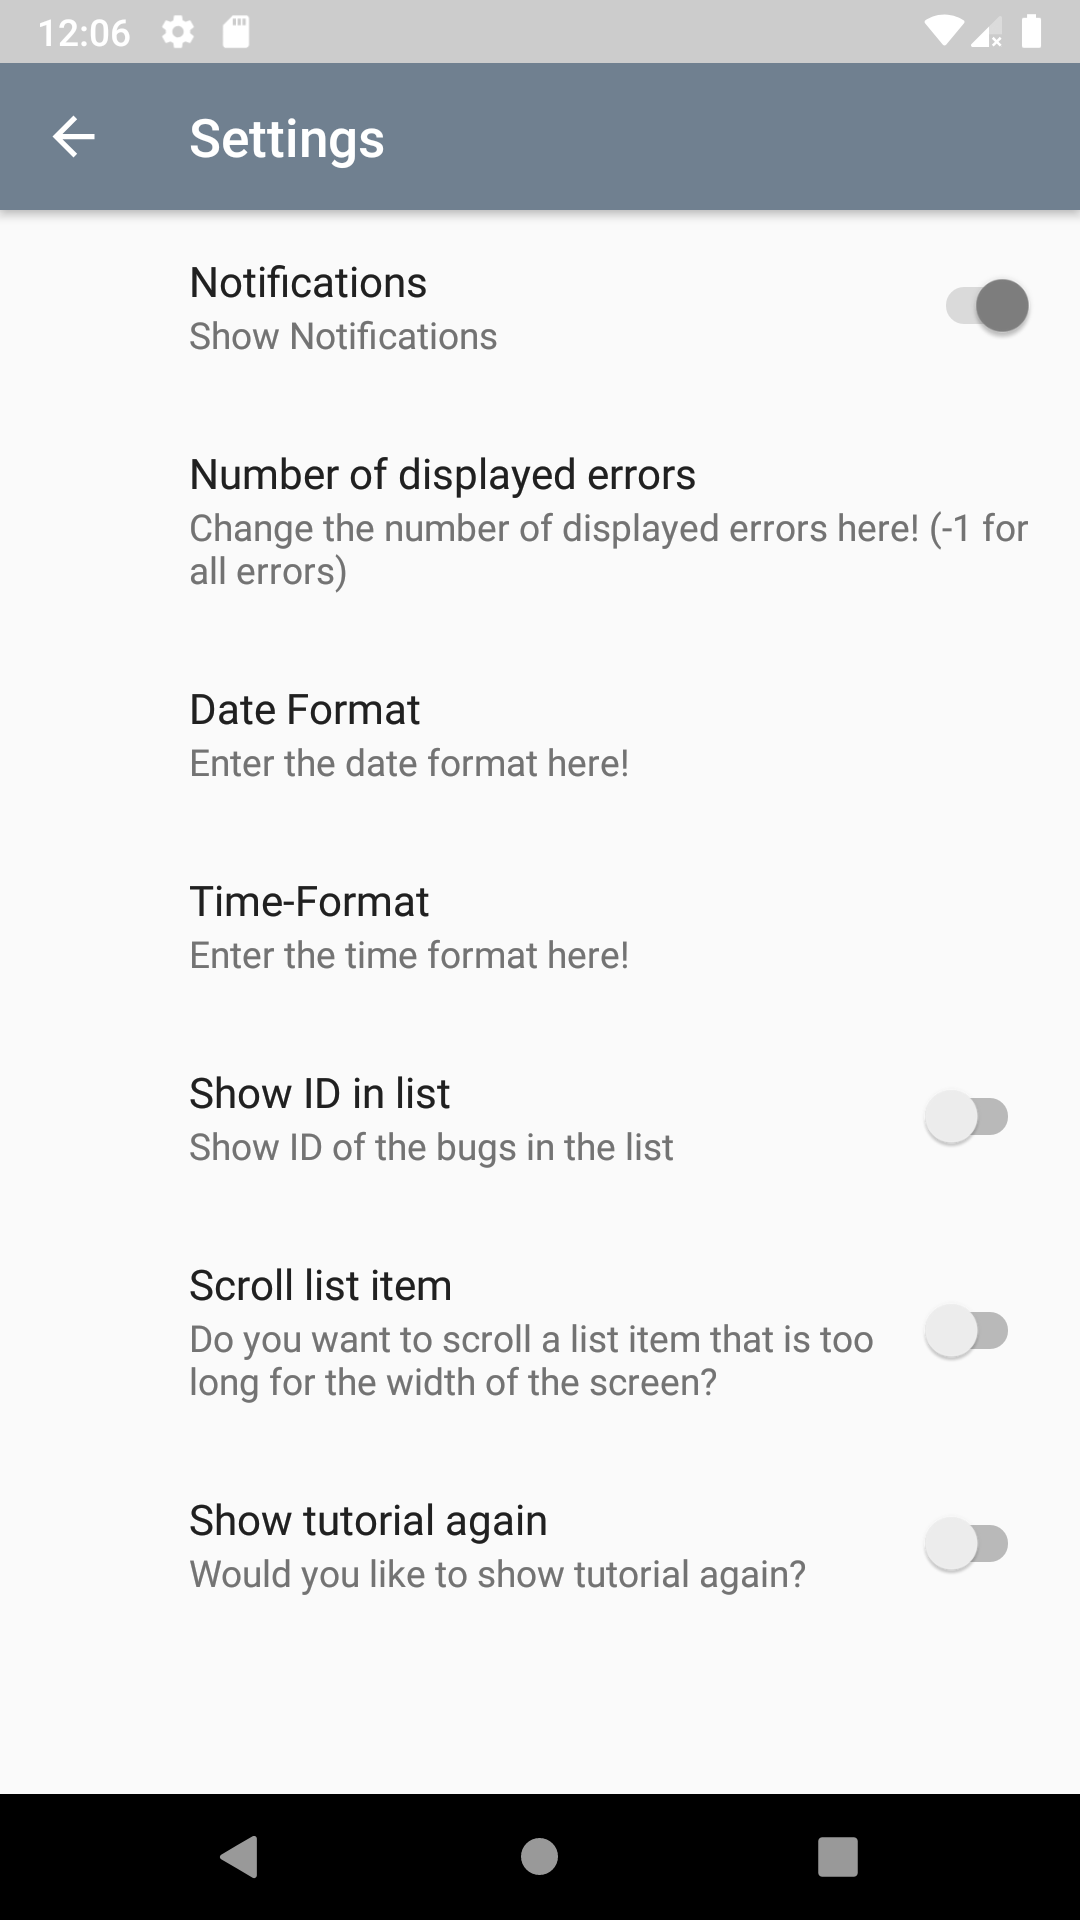 12:06
Settings
Notifications
Show Notifications
Number of displayed errors
Change the number of displayed errors here! (-1 for
all errors)
Date Format
Enter the date format here!
Time-Format
Enter the time format here!
Show ID in list
Show ID of the bugs in the list
Scroll list item
Do you want to scroll a list item that is too
long for the width of the screen?
Show tutorial again
Would you like to show tutorial again?